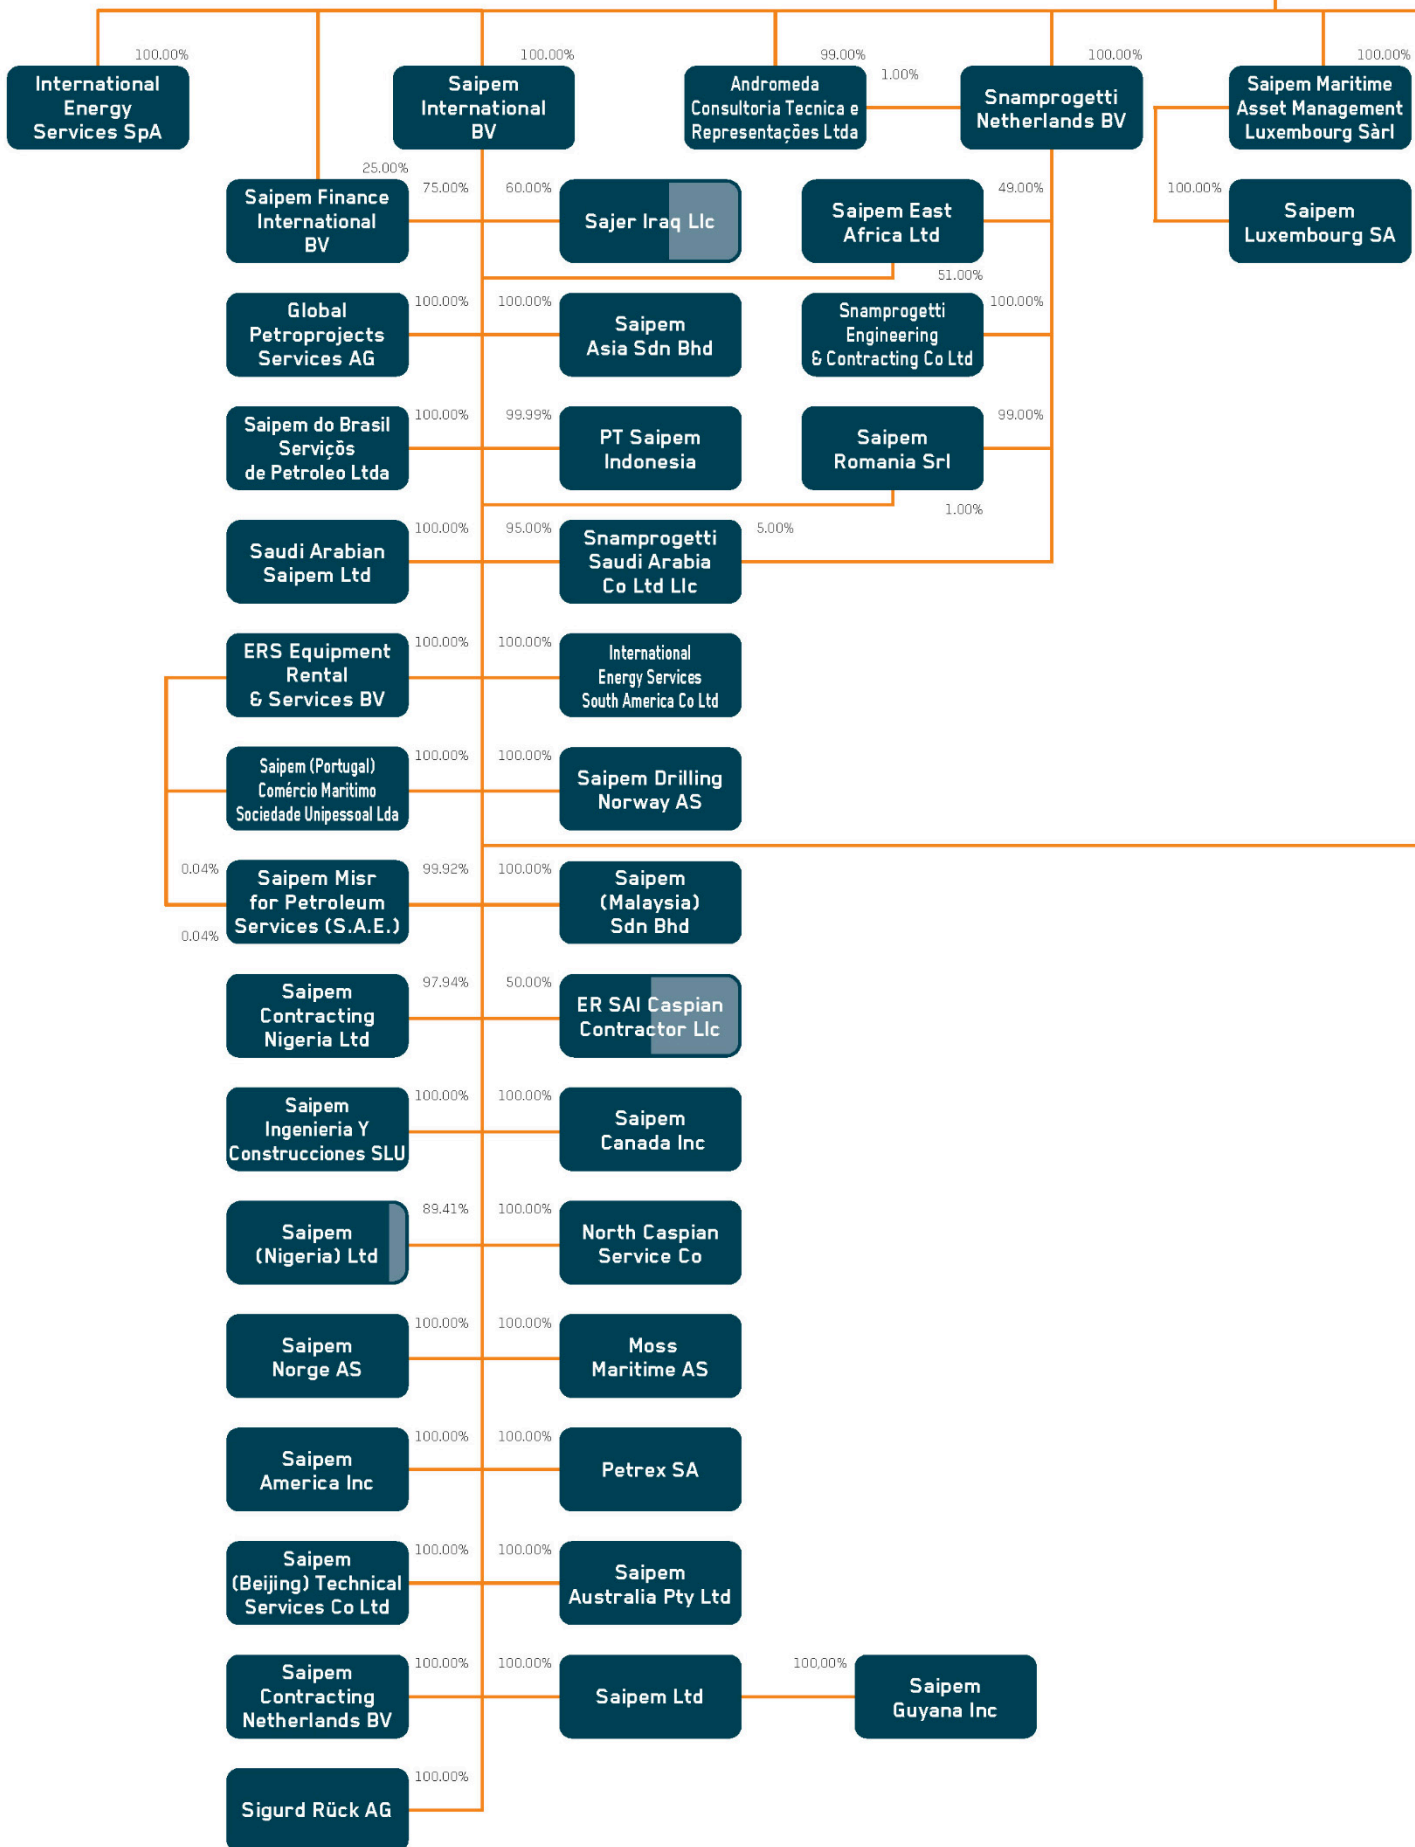 100.00%
International
Energy
Services SpA
100.00%
Saipem
International
BV
99.00%
Andromeda
Consultoria Tecnica e
Representações Ltda
1.00%
100.00%
Snamprogetti
Netherlands BV
100.00%
Saipem Maritime
Asset Management
Luxembourg Sàrl
25.00%
Saipem Finance
International
BV
75.00%
60.00%
Sajer Iraq Llc
Saipem East
Africa Ltd
49.00%
51.00%
100.00%
Saipem
Luxembourg SA
Global
Petroprojects
Services AG
100.00%
100.00%
Saipem
Asia Sdn Bhd
Snamprogetti
Engineering
& Contracting Co Ltd
100.00%
Saipem do Brasil
Serviçõs
de Petroleo Ltda
100.00%
99.99%
PT Saipem
Indonesia
Saipem
Romania Srl
99.00%
1.00%
Saudi Arabian
Saipem Ltd
100.00%
95.00%
Snamprogetti
Saudi Arabia
Co Ltd Llc
5.00%
ERS Equipment
Rental
& Services BV
100.00%
100.00%
International
Energy Services
South America Co Ltd
Saipem (Portugal)
Comércio Maritimo
Sociedade Unipessoal Lda
100.00%
100.00%
Saipem Drilling
Norway AS
0.04%
0.04%
Saipem Misr
for Petroleum
Services (S.A.E.)
99.92%
100.00%
Saipem
(Malaysia)
Sdn Bhd
Saipem
Contracting
Nigeria Ltd
97.94%
50.00%
ER SAI Caspian
Contractor Llc
Saipem
Ingenieria Y
Construcciones SLU
100.00%
100.00%
Saipem
Canada Inc
Saipem
(Nigeria) Ltd
89.41%
100.00%
North Caspian
Service Co
Saipem
Norge AS
100.00%
100.00%
Moss
Maritime AS
Saipem
America Inc
100.00%
100.00%
Petrex SA
Saipem
(Beijing) Technical
Services Co Ltd
100.00%
100.00%
Saipem
Australia Pty Ltd
Saipem
Contracting
Netherlands BV
100.00%
100.00%
Saipem Ltd
100,00%
Saipem
Guyana Inc
Sigurd Rück AG
100.00%